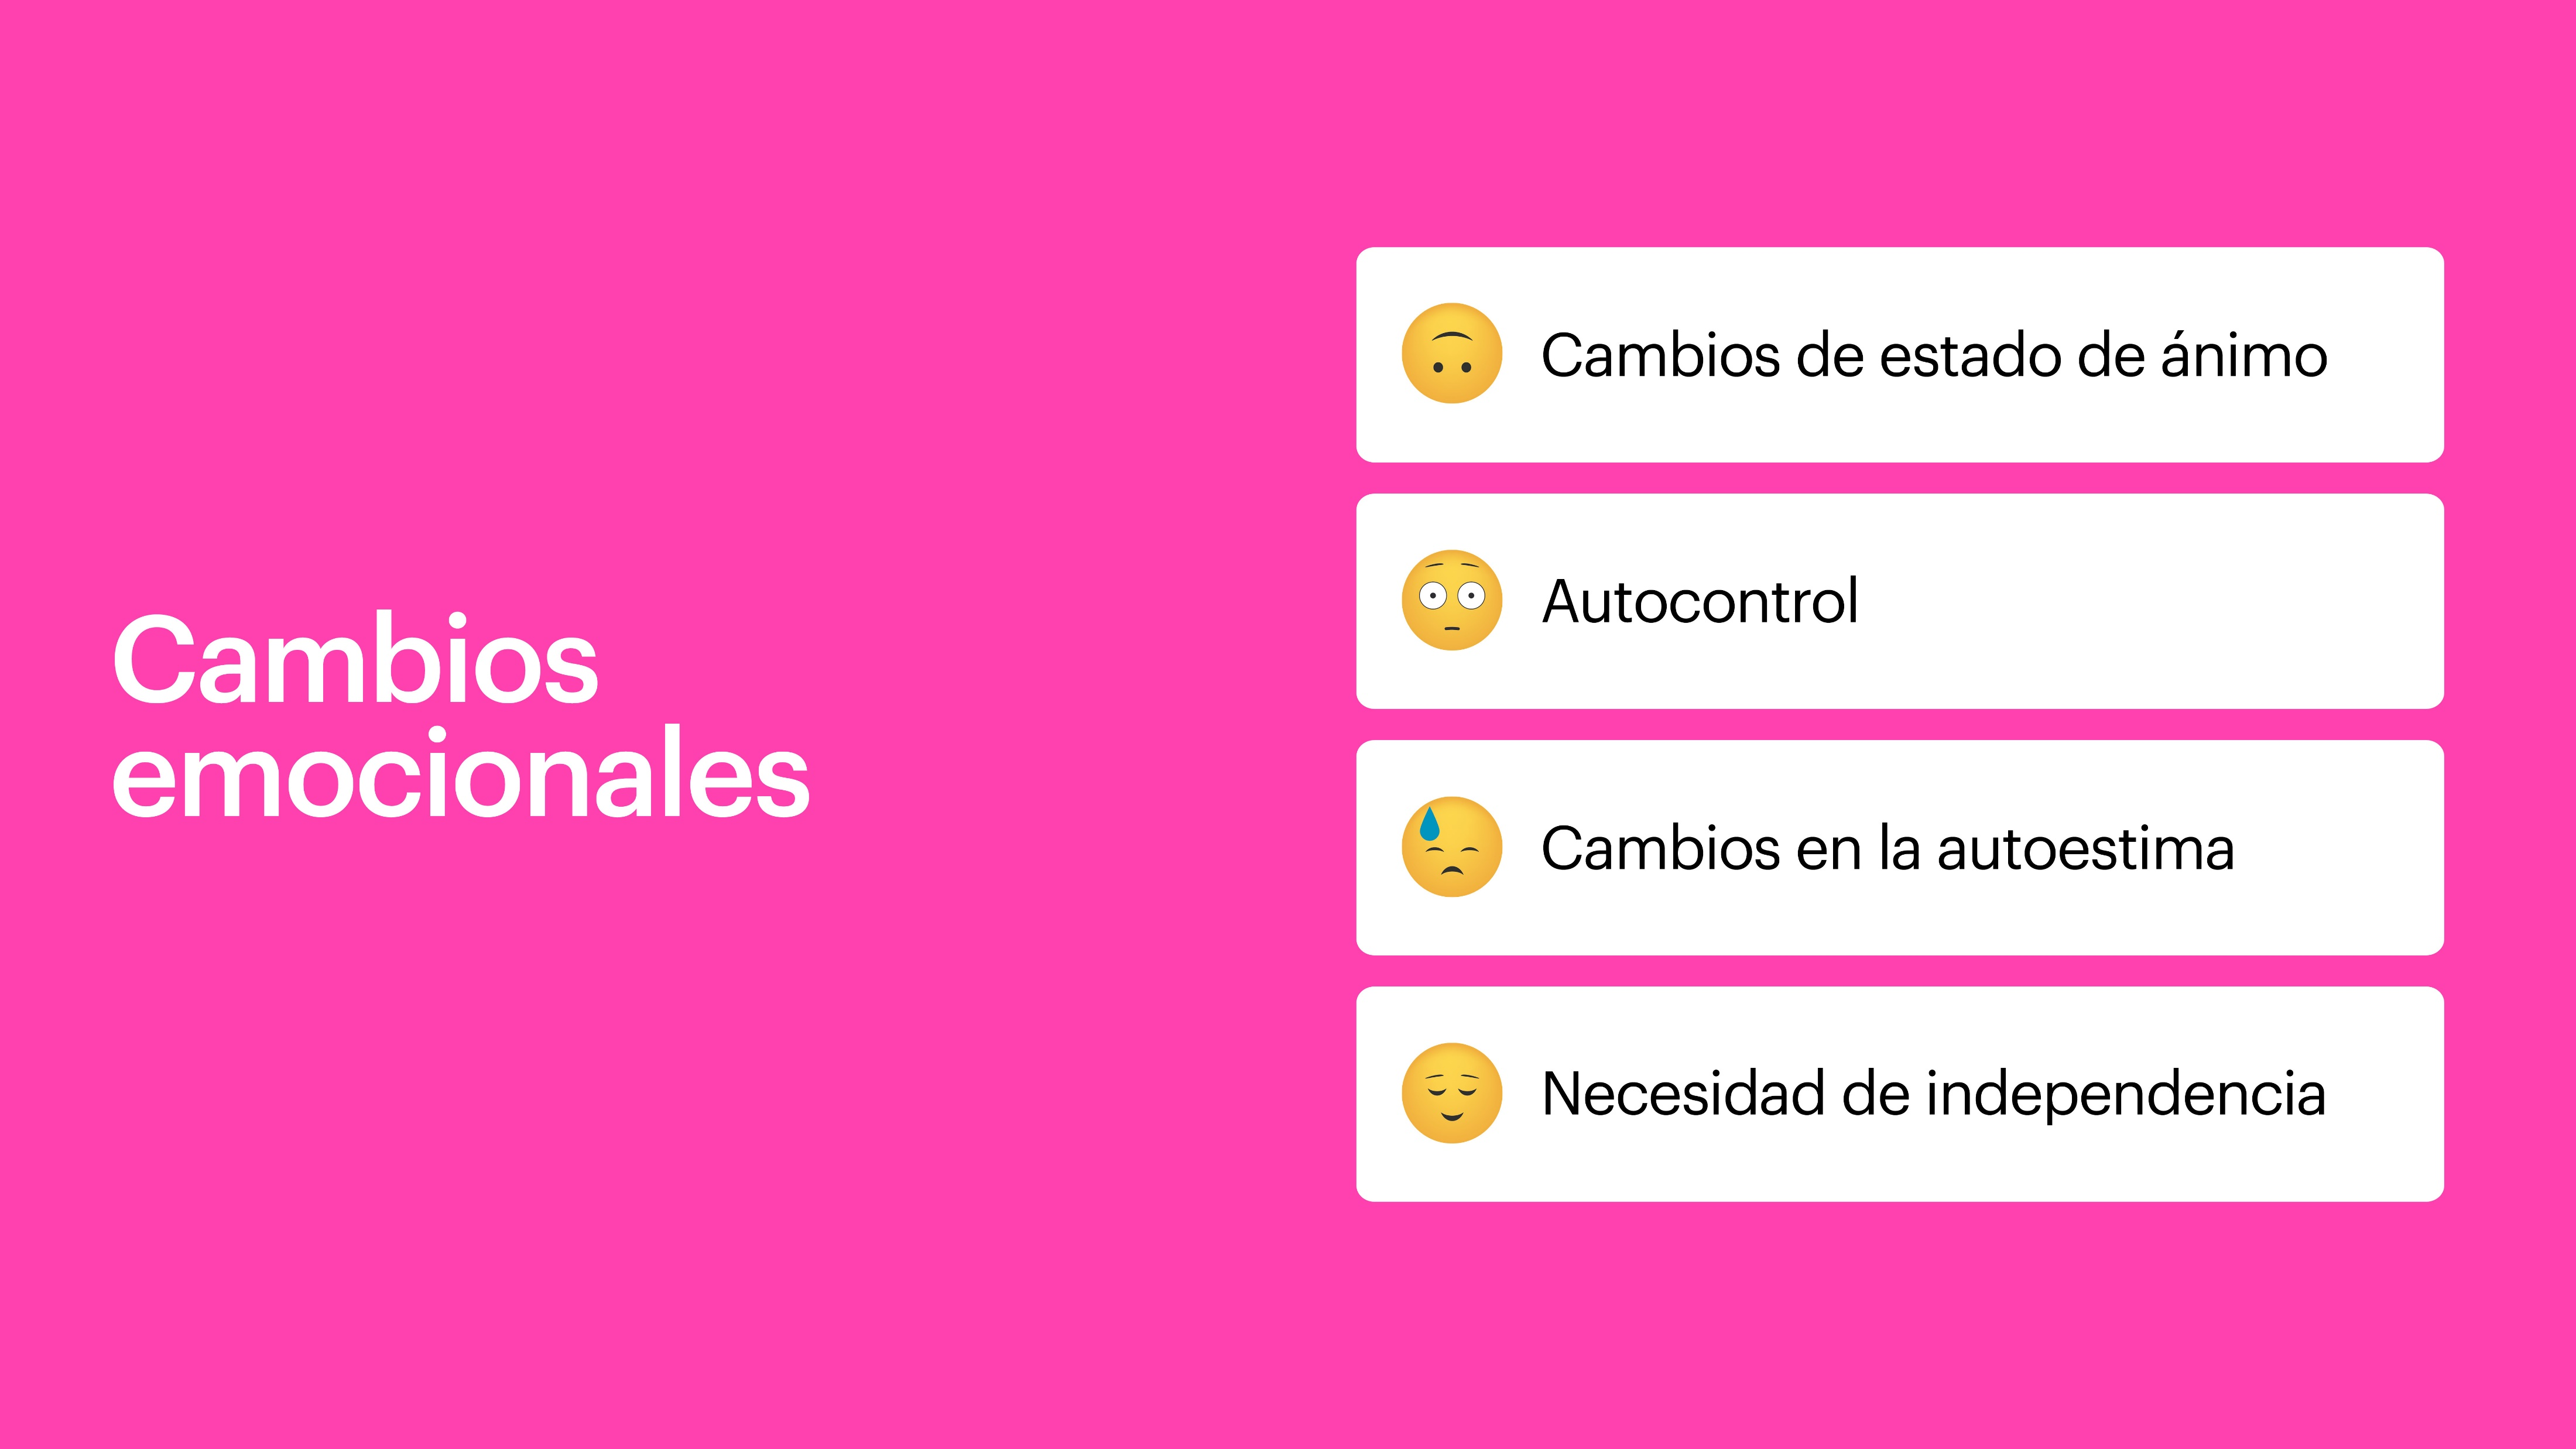 Cambios
emocionales
Cambios de estado de ánimo
Autocontrol
Cambios en la autoestima
Necesidad de independencia